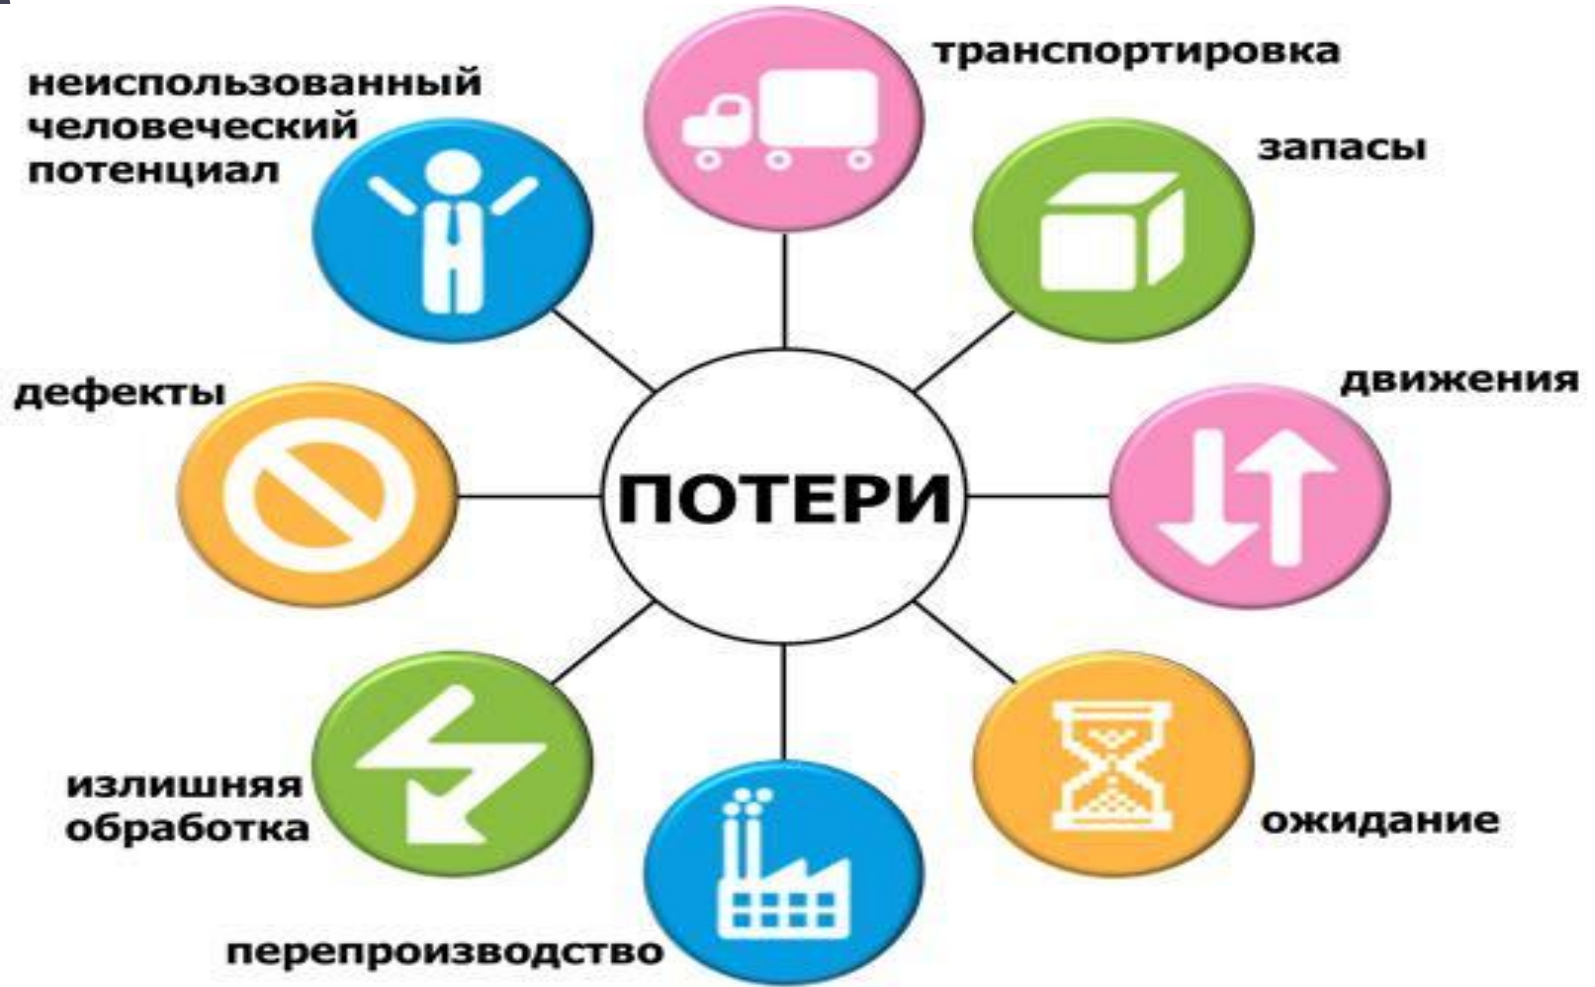 неиспользованный
человеческий
потенциал
транспортировка
запасы
движения
дефекты
ПОТЕРИ
излишняя
обработка
ожидание
перепроизводство